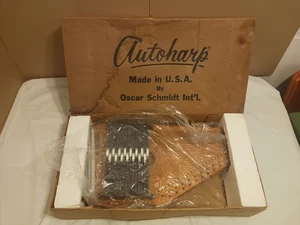 Autoharp
Made in U.S.A.
By
Oscar Schmidt Int'l.